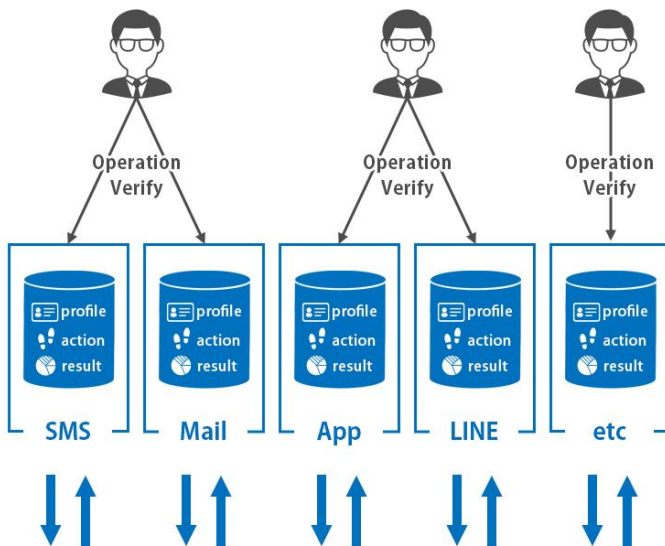 Operation
Verify
Operation
Verify
Operation
Verify
profile
action
result
SMS
profile
action
result
Mail
profile
action
result
App
profile
action
result
LINE
profile
action
result
etc